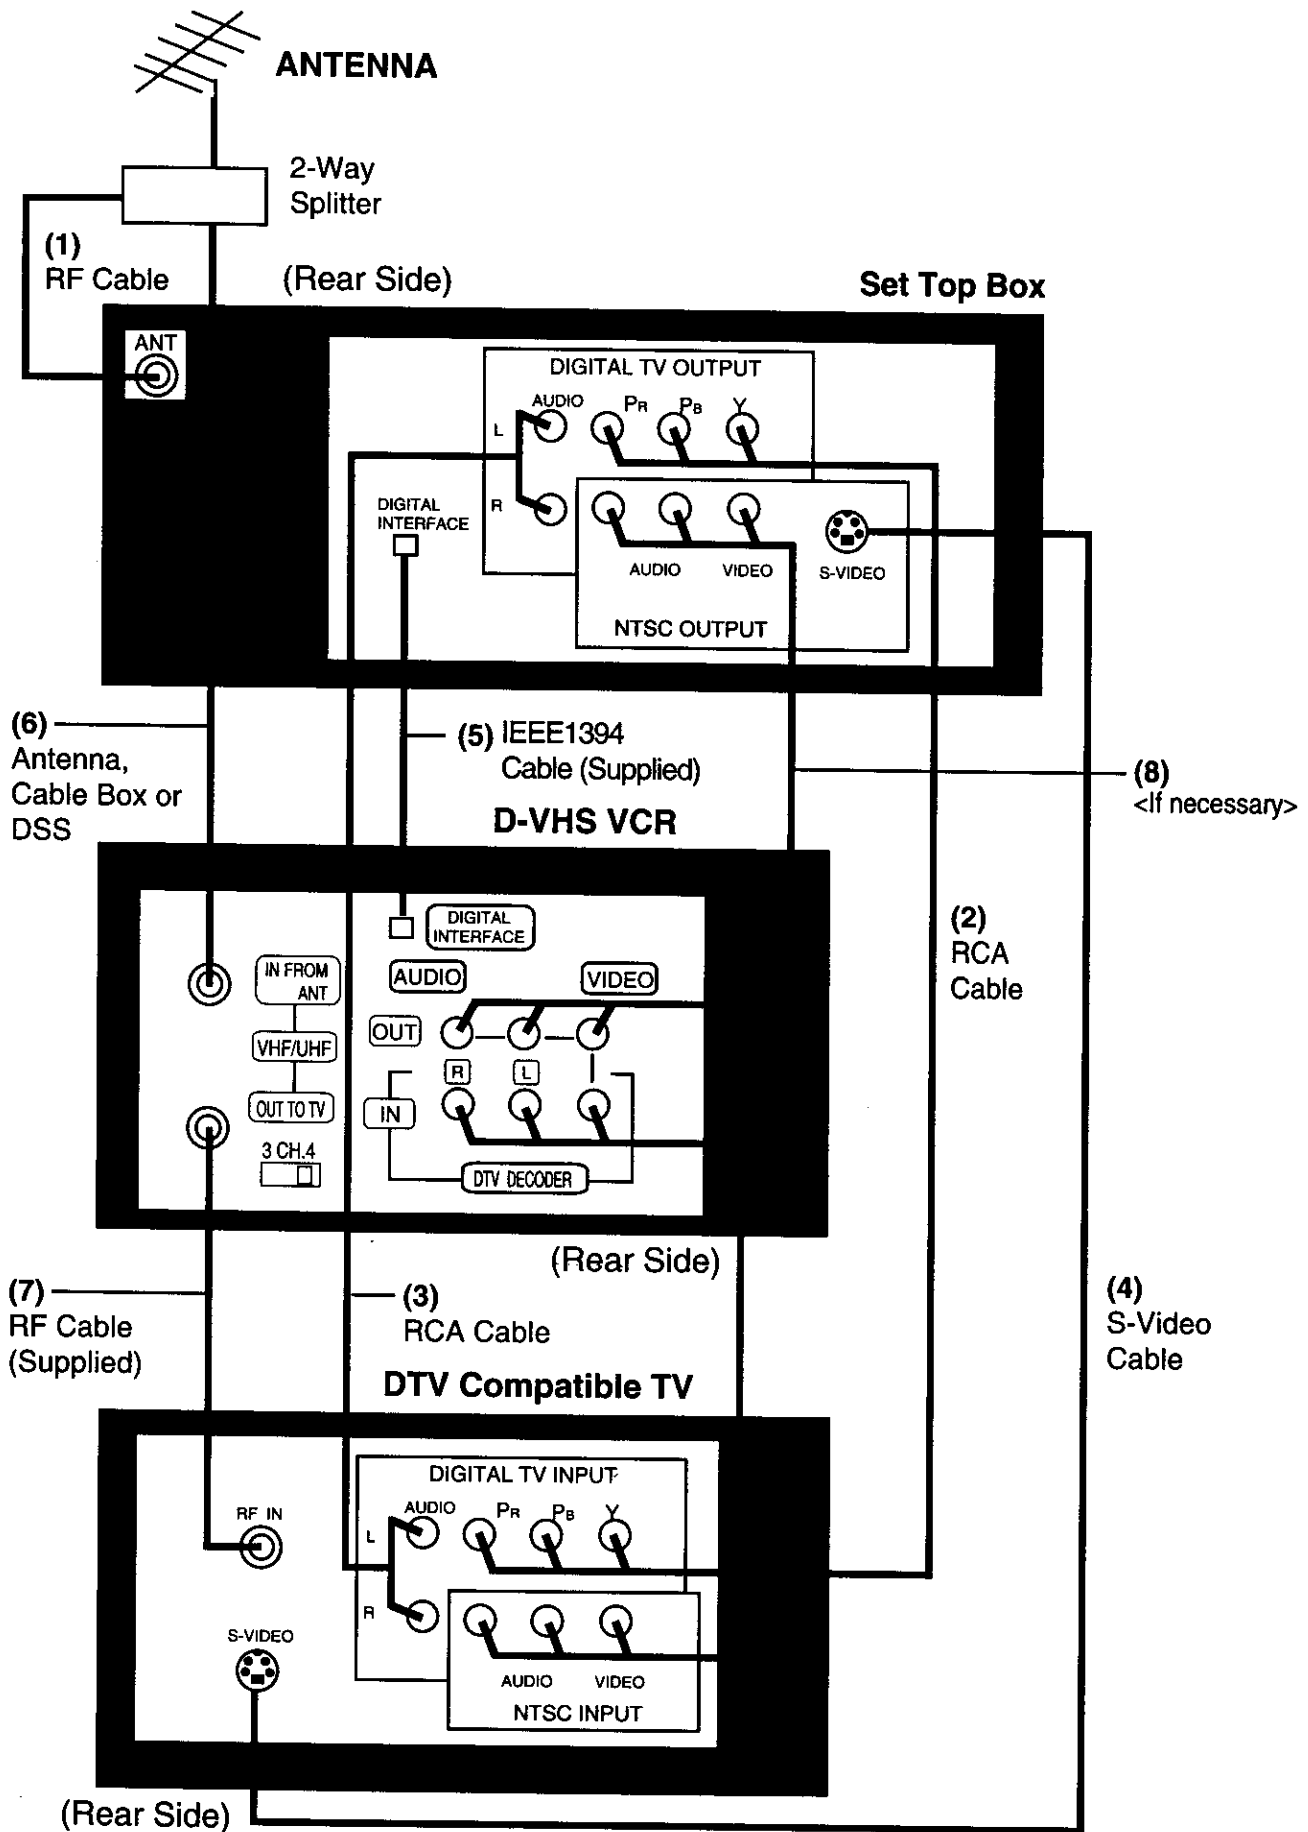 ANTENNA
2-Way
Splitter
(1)
RF Cable
(Rear Side)
Set Top Box
ANT
DIGITAL TV OUTPUT
AUDIO
PR
PB
Y
L
R
DIGITAL
INTERFACE
AUDIO
VIDEO
S-VIDEO
NTSC OUTPUT
(6)
Antenna,
Cable Box or
DSS
(5) IEEE1394
Cable (Supplied)
(8)
<If necessary>
D-VHS VCR
DIGITAL
INTERFACE
IN FROM
ANT
AUDIO
VIDEO
(2)
RCA
Cable
OUT
VHF/UHF
R
L
OUT TO TV
IN
3 CH.4
DTV DECODER
(Rear Side)
(7)
RF Cable
(Supplied)
(3)
RCA Cable
(4)
S-Video
Cable
DTV Compatible TV
DIGITAL TV INPUT
AUDIO
PR
PB
Y
RF IN
L
R
S-VIDEO
AUDIO
VIDEO
NTSC INPUT
(Rear Side)